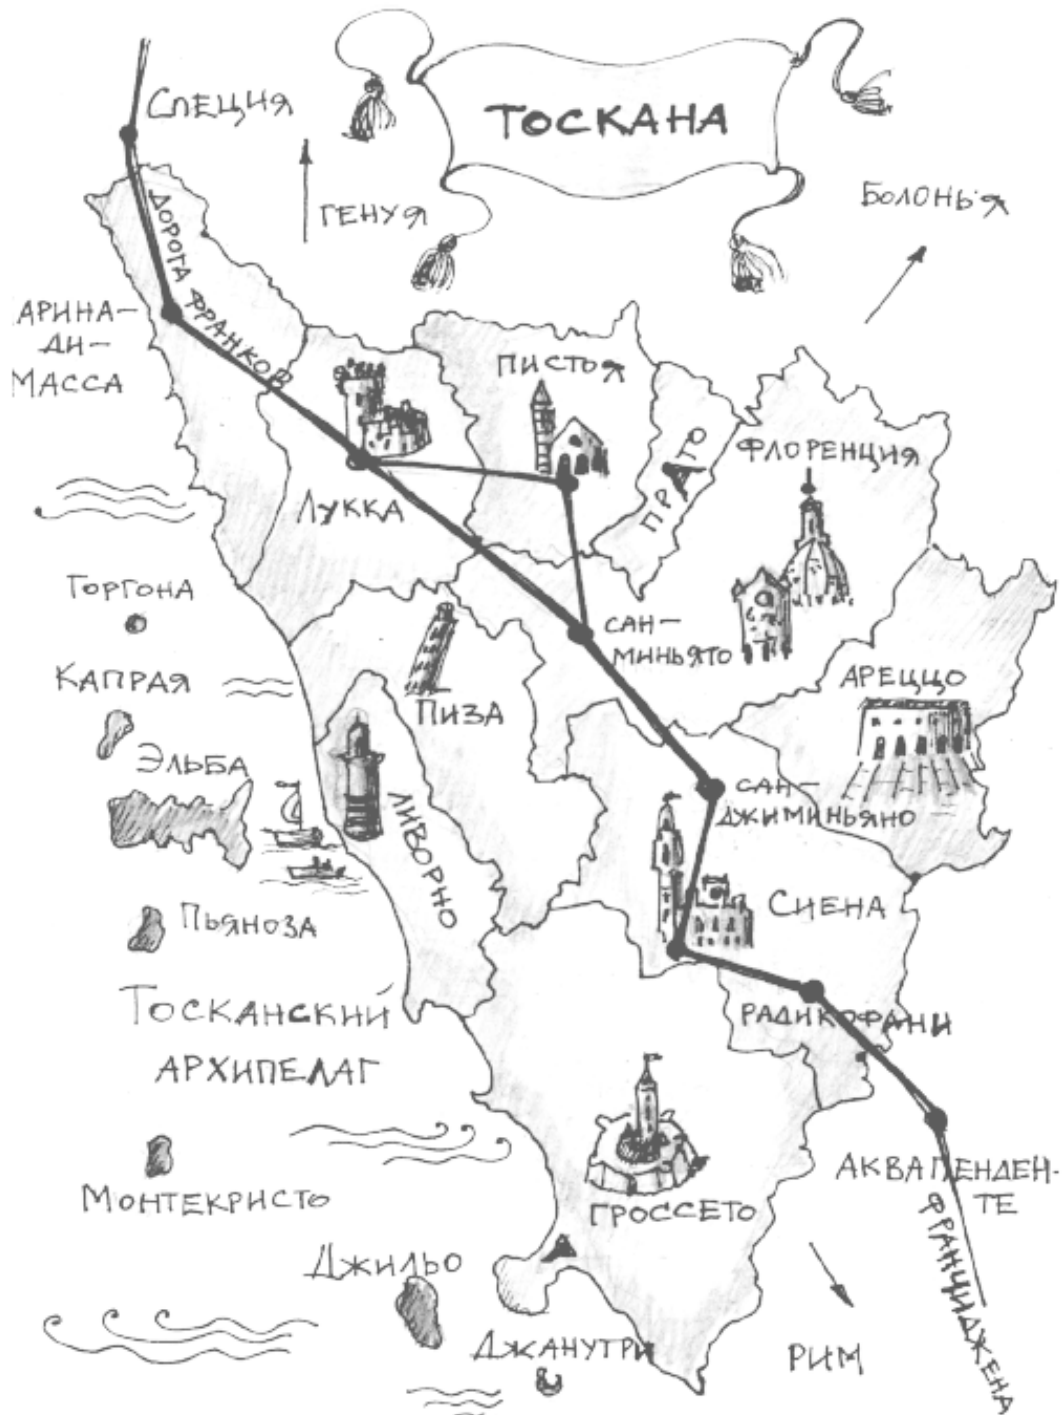 ТОСКАНА
СПЕЦИЯ
ГЕНУЯ
БОЛОНЬЯ
ДОРОГА ФРАНКОВ
АРИНА-
ДИ-
МАССА
ПИСТОЯ
ПРАТО
ФЛОРЕНЦИЯ
ЛУККА
ГОРГОНА
САН-
МИНЬЯТО
КАПРАЯ
ПИЗА
АРЕЦЦО
ЭЛЬБА
ЛИВОРНО
САН-
ДЖИМИНЬЯНО
ПЬЯНОЗА
СИЕНА
ТОСКАНСКИЙ
АРХИПЕЛАГ
РАДИКОФАНИ
МОНТЕКРИСТО
ГРОССЕТО
АКВАПЕНДЕН-
ТЕ
ФРАНЦИДЖЕНА
ДЖИЛЬО
ДЖАНУТРИ
РИМ